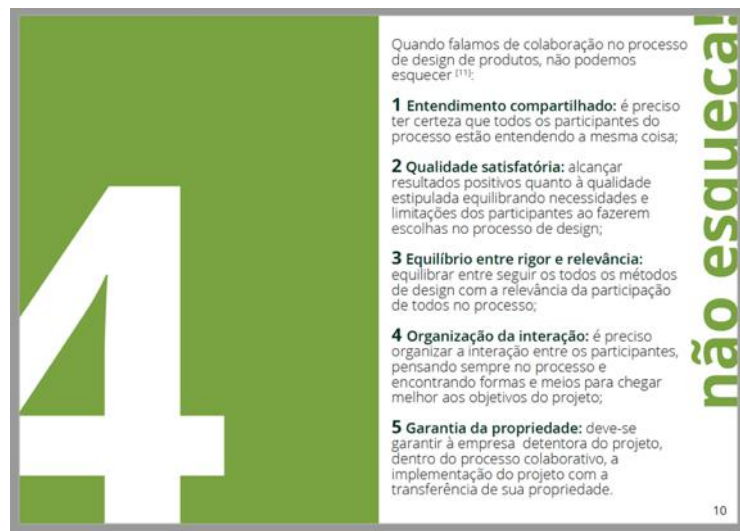 4
Quando falamos de colaboração no processo
de design de produtos, não podemos
esquecer [11]:
1 Entendimento compartilhado: é preciso
ter certeza que todos os participantes do
processo estão entendendo a mesma coisa;
2 Qualidade satisfatória: alcançar
resultados positivos quanto à qualidade
estipulada equilibrando necessidades e
limitações dos participantes ao fazerem
escolhas no processo de design;
3 Equilíbrio entre rigor e relevância:
equilibrar entre seguir os todos os métodos
de design com a relevância da participação
de todos no processo;
4 Organização da interação: é preciso
organizar a interação entre os participantes,
pensando sempre no processo e
encontrando formas e meios para chegar
melhor aos objetivos do projeto;
5 Garantia da propriedade: deve-se
garantir à empresa detentora do projeto,
dentro do processo colaborativo, a
implementação do projeto com a
transferência de sua propriedade.
não esqueça!
10